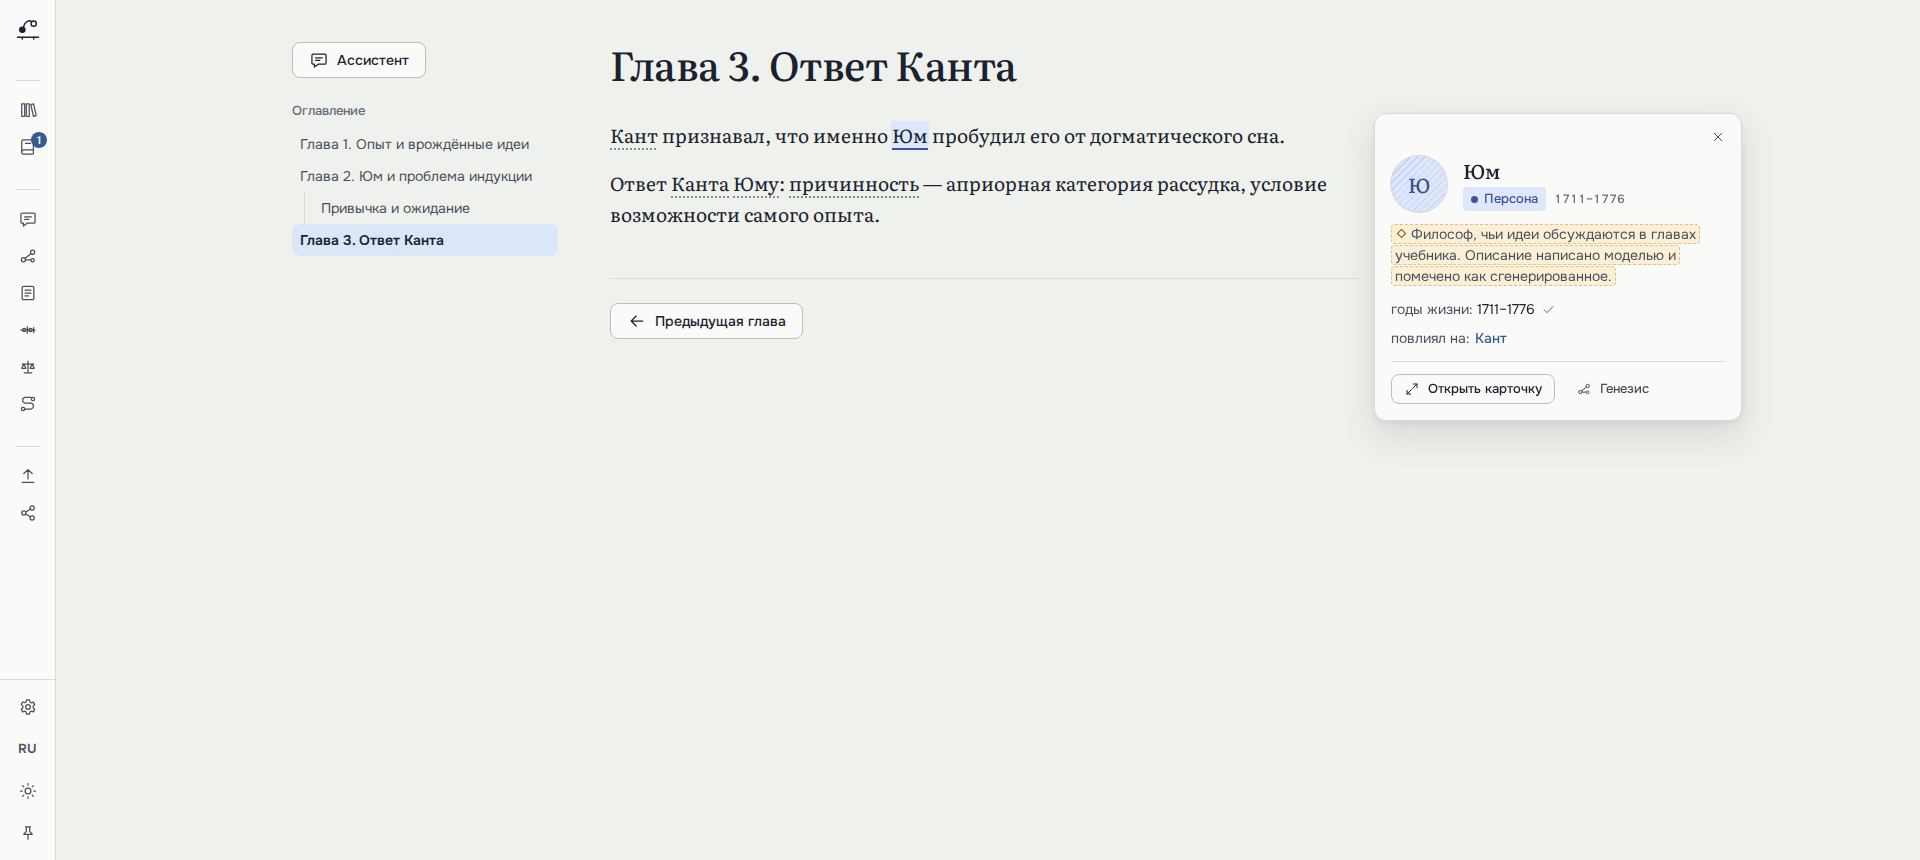 1
RU
Ассистент
Оглавление
Глава 1. Опыт и врождённые идеи
Глава 2. Юм и проблема индукции
Привычка и ожидание
Глава 3. Ответ Канта
Глава 3. Ответ Канта
Кант признавал, что именно Юм пробудил его от догматического сна.
Ответ Канта Юму: причинность — априорная категория рассудка, условие
возможности самого опыта.
Предыдущая глава
Ю
Юм
Персона 1711–1776
Философ, чьи идеи обсуждаются в главах
учебника. Описание написано моделью и
помечено как сгенерированное.
годы жизни: 1711–1776
повлиял на: Кант
Открыть карточку Генезис